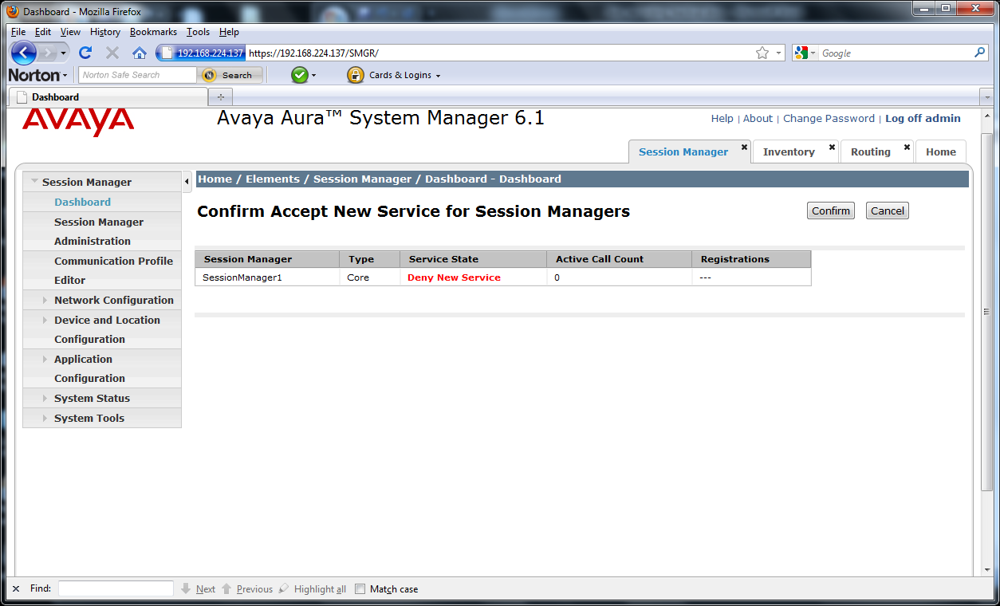 Dashboard - Mozilla Firefox
File Edit View History Bookmarks Tools Help
192.168.224.137 https://192.168.224.137/SMGR/ Google
Norton Norton Safe Search Search Cards & Logins
Dashboard
AVAYA Avaya Aura™ System Manager 6.1 Help | About | Change Password | Log off admin
Session Manager Inventory Routing Home
Session Manager
Dashboard
Session Manager
Administration
Communication Profile
Editor
Network Configuration
Device and Location
Configuration
Application
Configuration
System Status
System Tools
Home / Elements / Session Manager / Dashboard - Dashboard
Confirm Accept New Service for Session Managers Confirm Cancel
Session Manager Type Service State Active Call Count Registrations
SessionManager1 Core Deny New Service 0 ---
Find: Next Previous Highlight all Match case